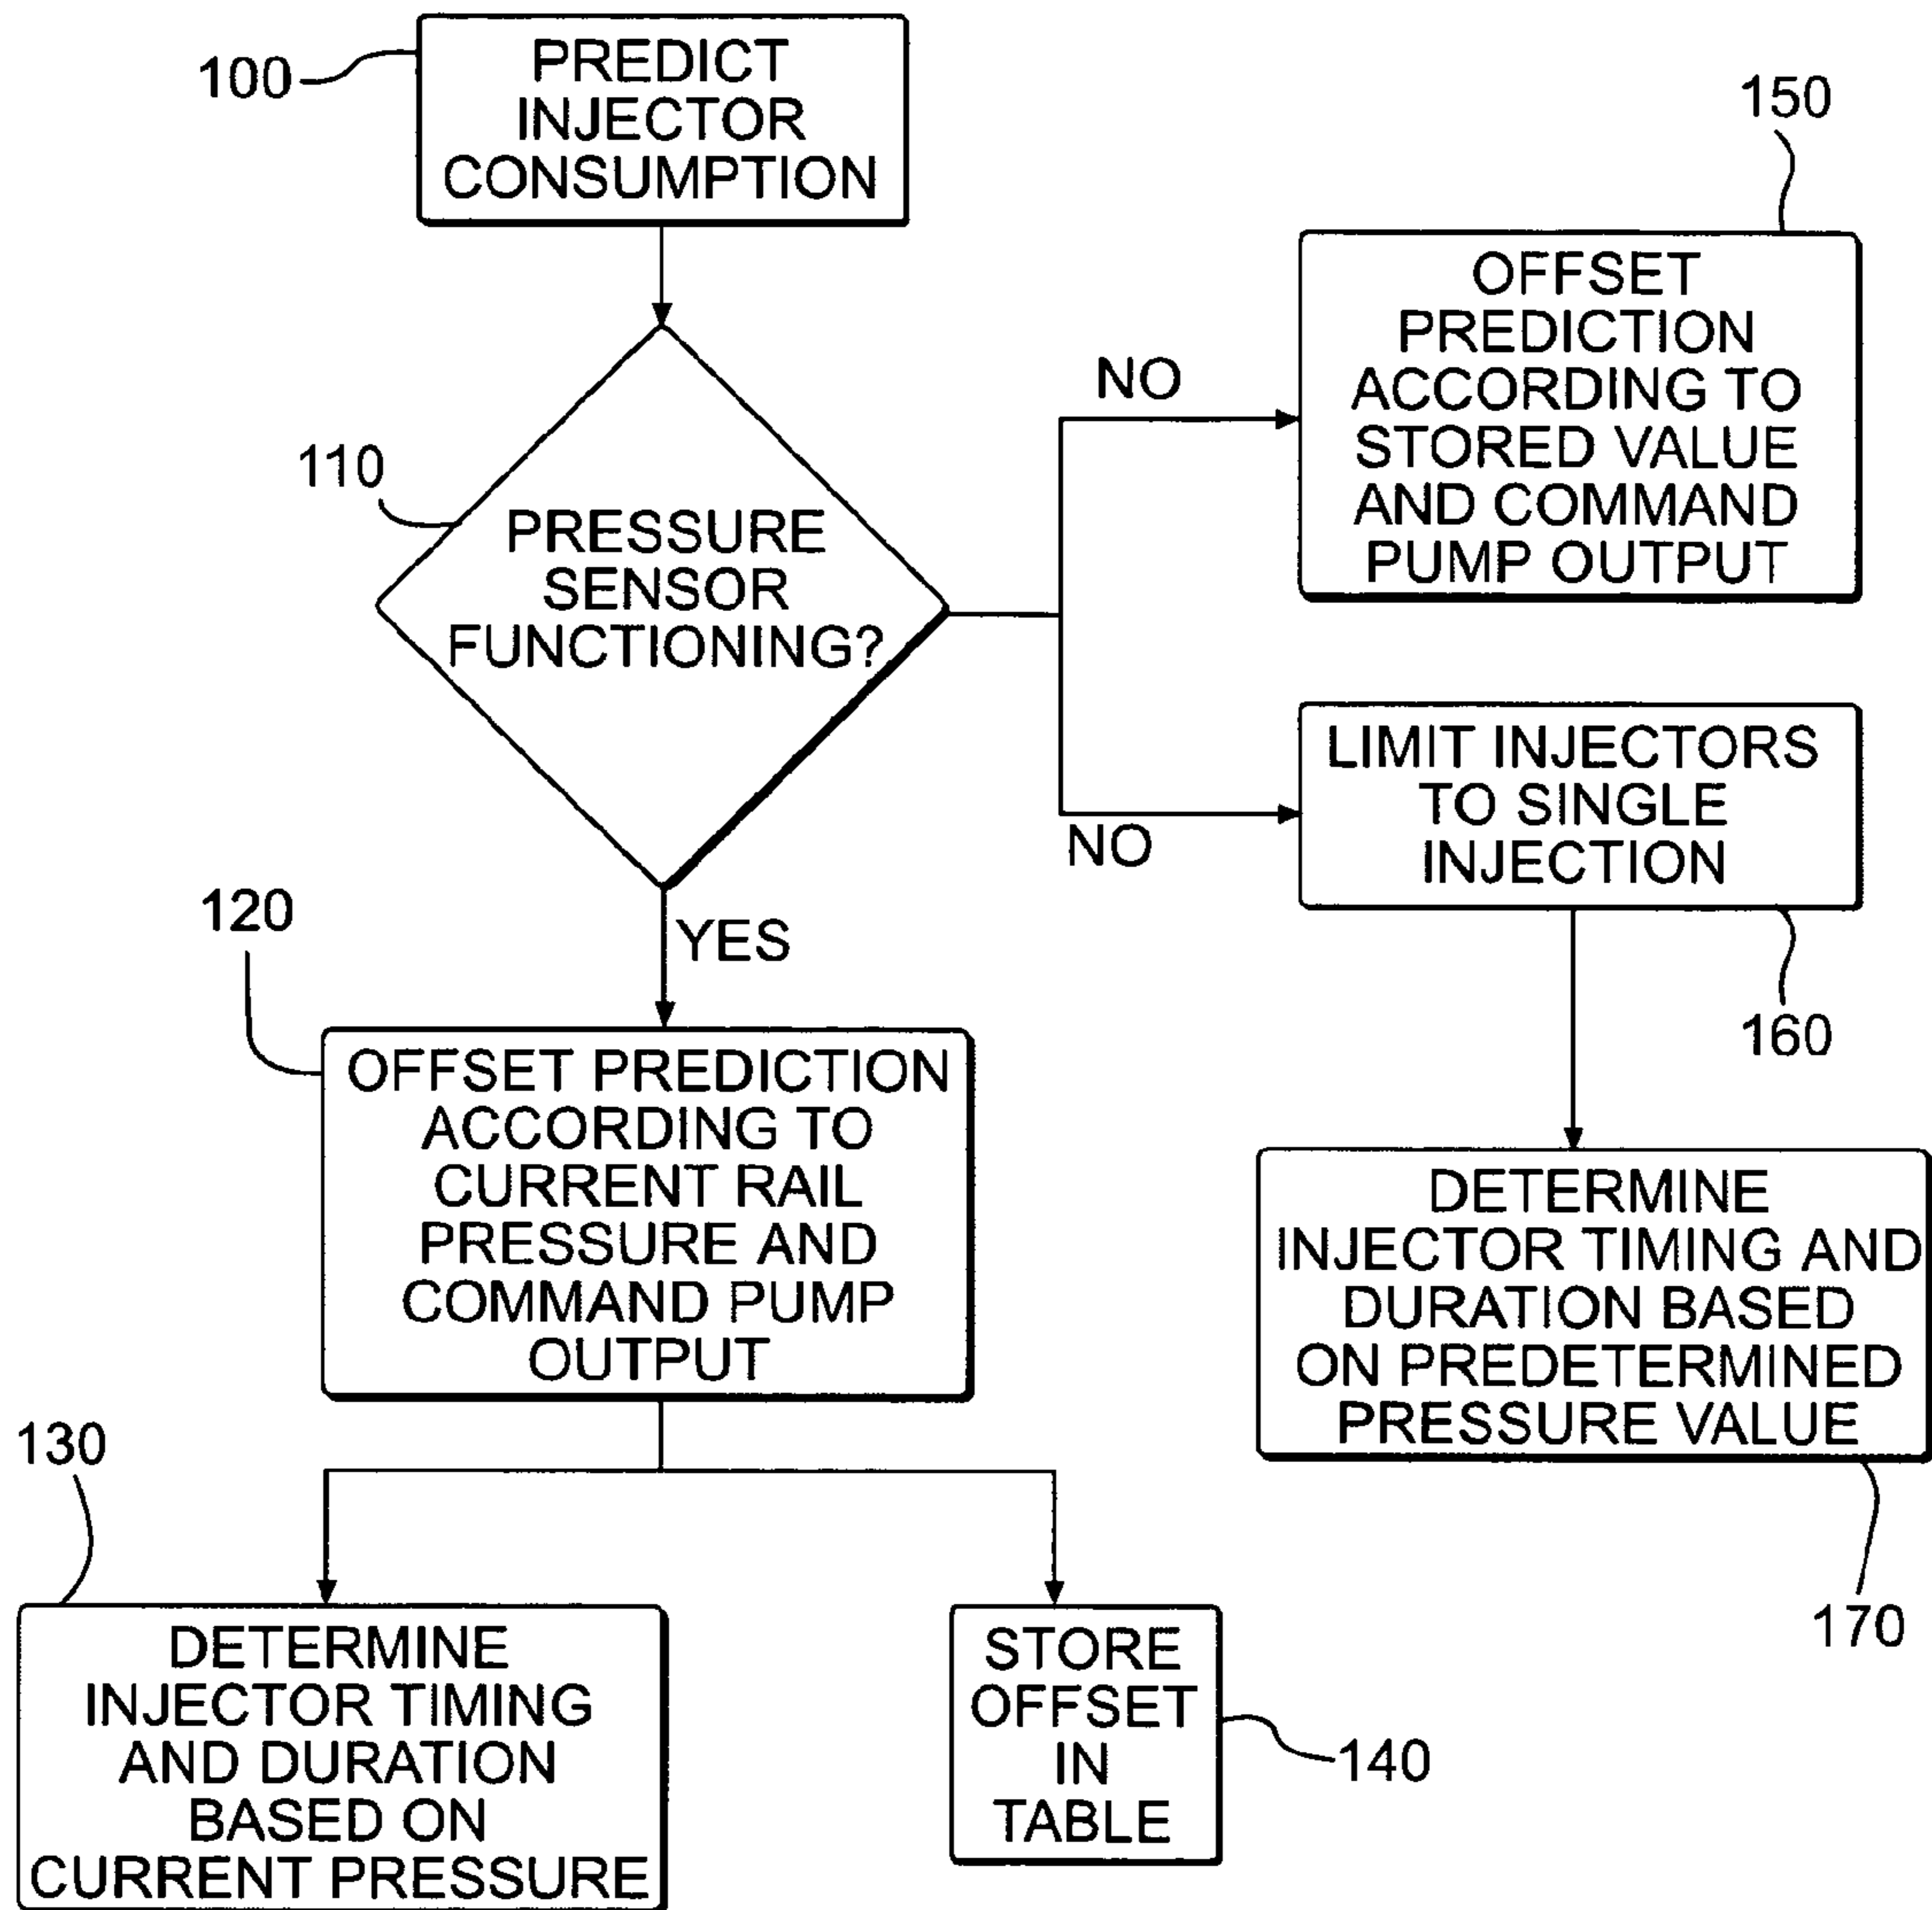 100
PREDICT
INJECTOR
CONSUMPTION
110
PRESSURE
SENSOR
FUNCTIONING?
NO
150
OFFSET
PREDICTION
ACCORDING TO
STORED VALUE
AND COMMAND
PUMP OUTPUT
NO
LIMIT INJECTORS
TO SINGLE
INJECTION
160
DETERMINE
INJECTOR TIMING AND
DURATION BASED
ON PREDETERMINED
PRESSURE VALUE
170
YES
120
OFFSET PREDICTION
ACCORDING TO
CURRENT RAIL
PRESSURE AND
COMMAND PUMP
OUTPUT
130
DETERMINE
INJECTOR TIMING
AND DURATION
BASED ON
CURRENT PRESSURE
STORE
OFFSET
IN
TABLE
140